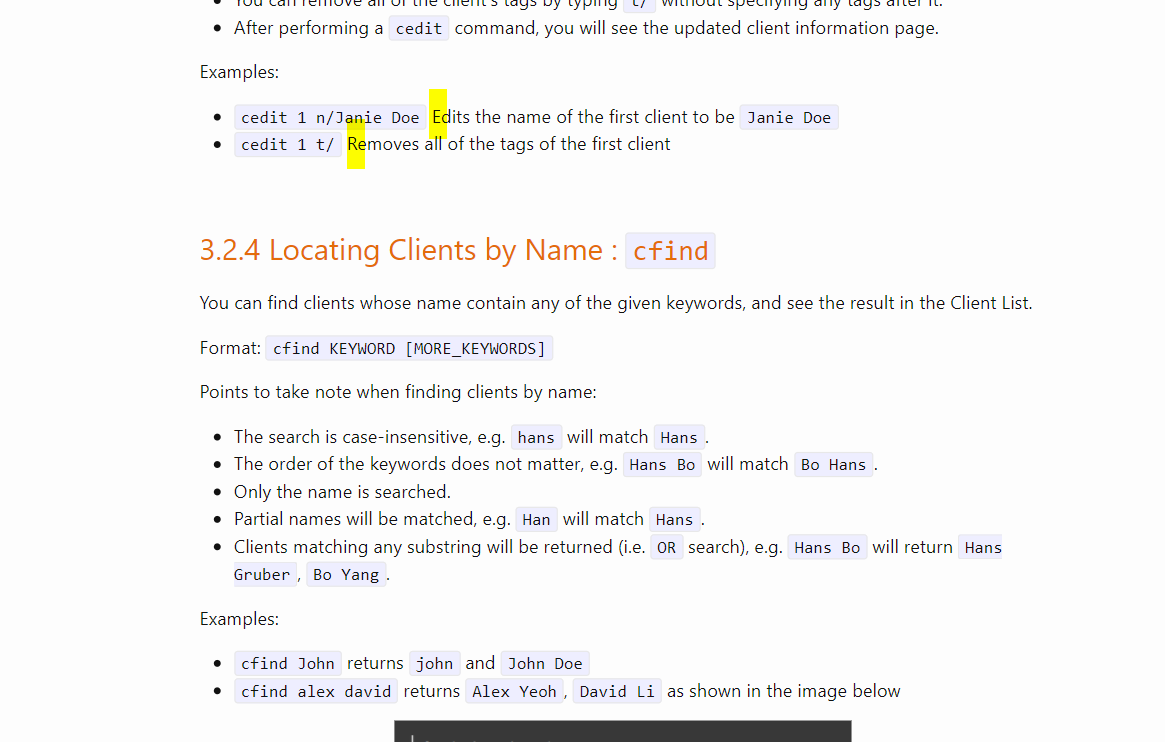 • You can remove all of the client's tags by typing t/ without specifying any tags after it.
• After performing a cedit command, you will see the updated client information page.
Examples:
• cedit 1 n/Janie Doe Edits the name of the first client to be Janie Doe
• cedit 1 t/ Removes all of the tags of the first client
3.2.4 Locating Clients by Name : cfind
You can find clients whose name contain any of the given keywords, and see the result in the Client List.
Format: cfind KEYWORD [MORE_KEYWORDS]
Points to take note when finding clients by name:
• The search is case-insensitive, e.g. hans will match Hans.
• The order of the keywords does not matter, e.g. Hans Bo will match Bo Hans.
• Only the name is searched.
• Partial names will be matched, e.g. Han will match Hans.
• Clients matching any substring will be returned (i.e. OR search), e.g. Hans Bo will return Hans
Gruber, Bo Yang.
Examples:
• cfind John returns john and John Doe
• cfind alex david returns Alex Yeoh, David Li as shown in the image below